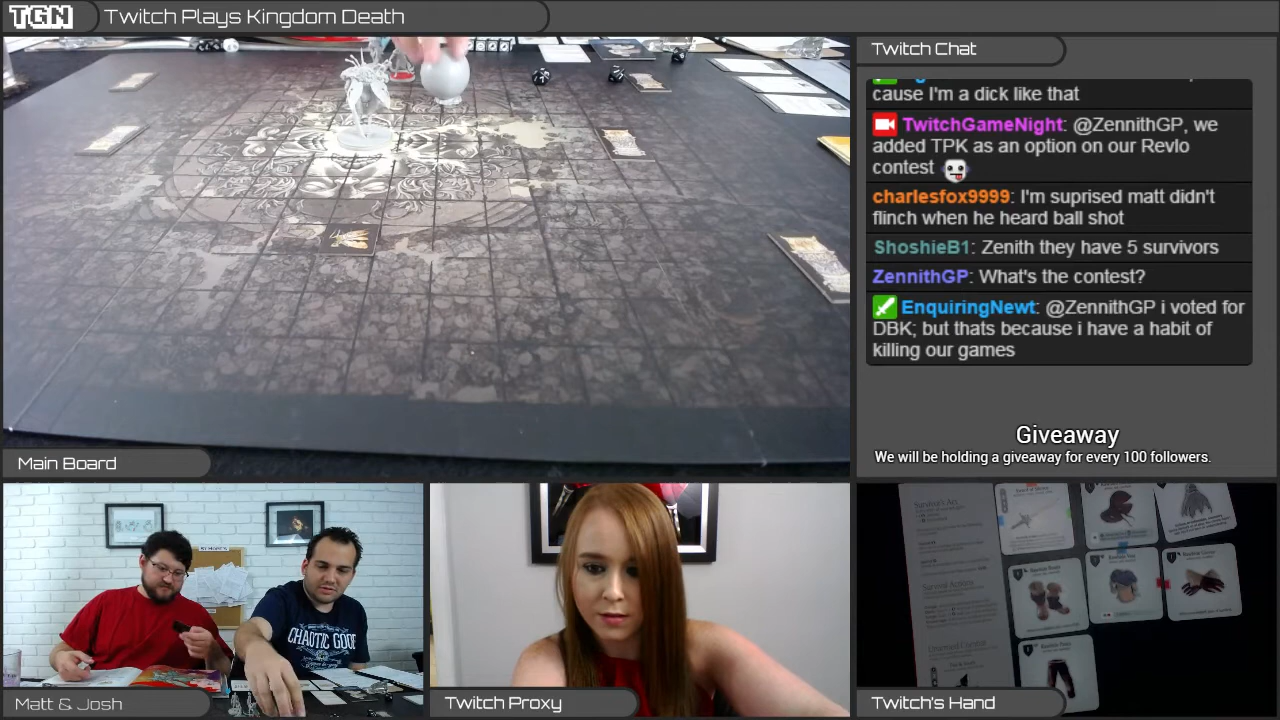 TGN
Twitch Plays Kingdom Death
Twitch Chat
cause I'm a dick like that
TwitchGameNight: @ZennithGP, we
added TPK as an option on our Revlo
contest
charlesfox9999: I'm suprised matt didn't
flinch when he heard ball shot
ShoshieB1: Zenith they have 5 survivors
ZennithGP: What's the contest?
EnquiringNewt: @ZennithGP i voted for
DBK; but thats because i have a habit of
killing our games
Giveaway
We will be holding a giveaway for every 100 followers.
Main Board
CHAOTIC GOOD
Survival Actions
Matt & Josh
Twitch Proxy
Twitch's Hand